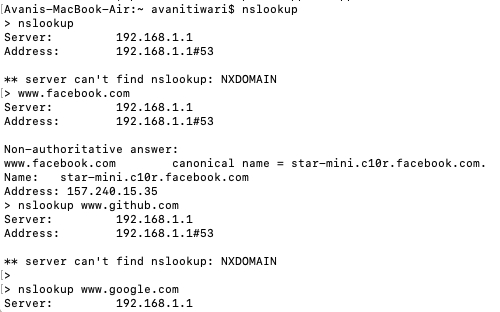 [Avanis-MacBook-Air:~ avanitiwari$ nslookup
> nslookup
Server:		192.168.1.1
Address:	192.168.1.1#53

** server can't find nslookup: NXDOMAIN
[> www.facebook.com
Server:		192.168.1.1
Address:	192.168.1.1#53

Non-authoritative answer:
www.facebook.com	canonical name = star-mini.c10r.facebook.com.
Name:	star-mini.c10r.facebook.com
Address: 157.240.15.35
> nslookup www.github.com
Server:		192.168.1.1
Address:	192.168.1.1#53

** server can't find nslookup: NXDOMAIN
[>
[> nslookup www.google.com
Server:		192.168.1.1